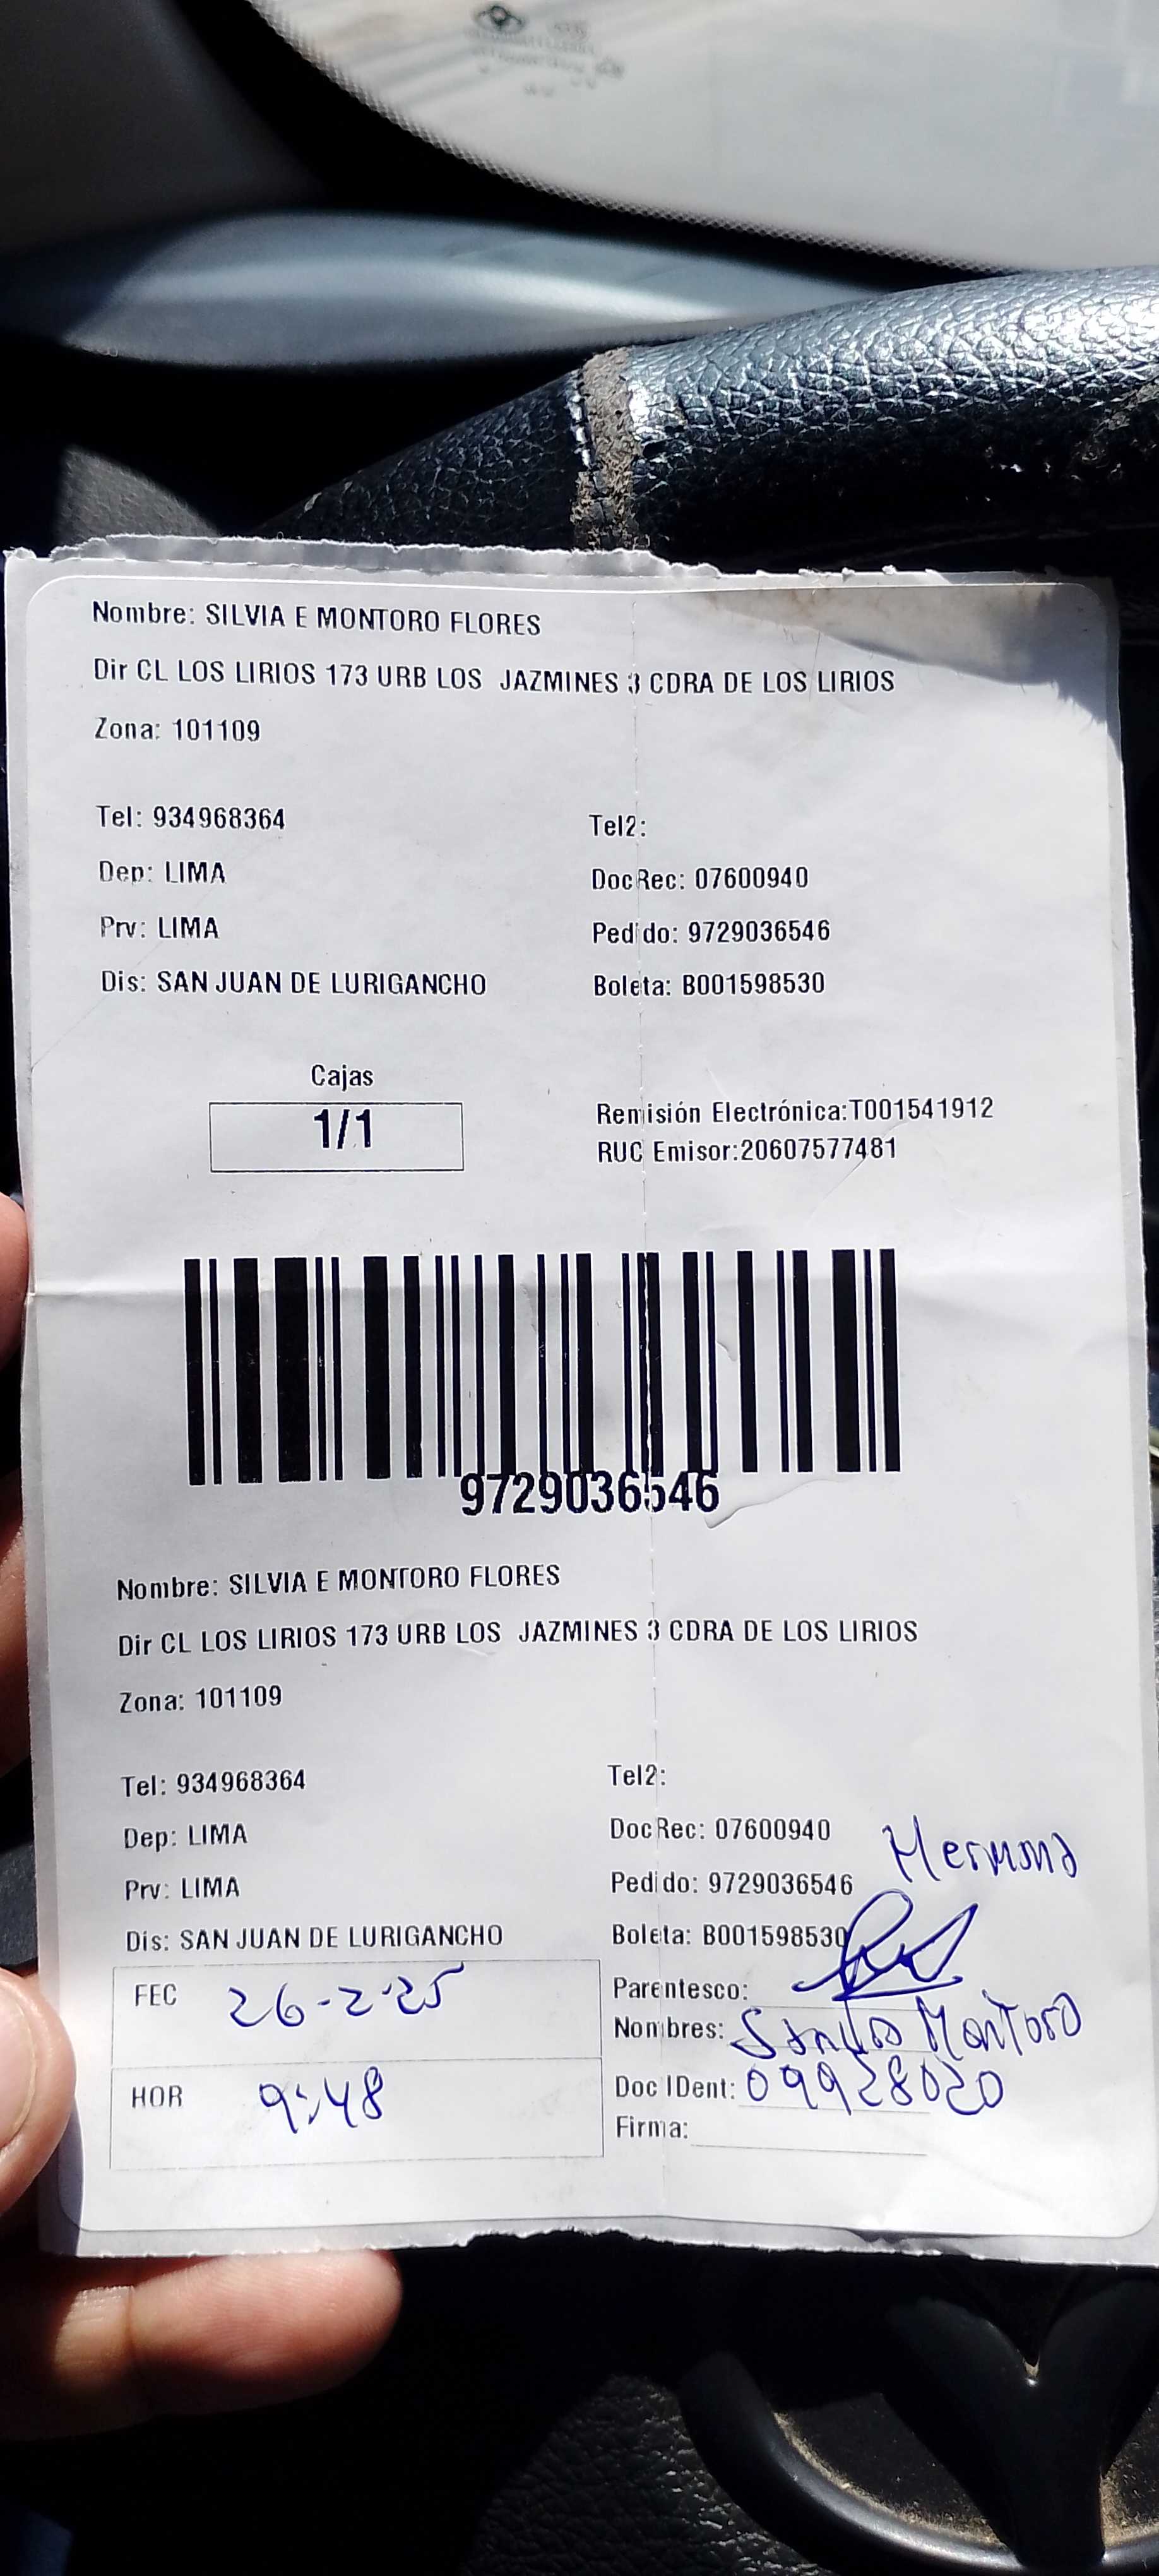 Nombre: SILVIA E MONTORO FLORES
Dir CL LOS LIRIOS 173 URB LOS JAZMINES 3 CDRA DE LOS LIRIOS
Zona: 101109
Tel: 934968364
Tel2:
Dep: LIMA
DocRec: 07600940
Prv: LIMA
Pedido: 9729036546
Dis: SAN JUAN DE LURIGANCHO
Boleta: B001598530
Cajas
1/1
Remisión Electrónica:T001541912
RUC Emisor:20607577481
9729036546
Nombre: SILVIA E MONTORO FLORES
Dir CL LOS LIRIOS 173 URB LOS JAZMINES 3 CDRA DE LOS LIRIOS
Zona: 101109
Tel: 934968364
Tel2:
Dep: LIMA
DocRec: 07600940
Hermano
Prv: LIMA
Pedido: 9729036546
Dis: SAN JUAN DE LURIGANCHO
Boleta: B001598530
FEC 26-2-25
Parentesco:
Nombres: Santos Montoro
HOR 9:48
Doc IDent: 09928020
Firma: